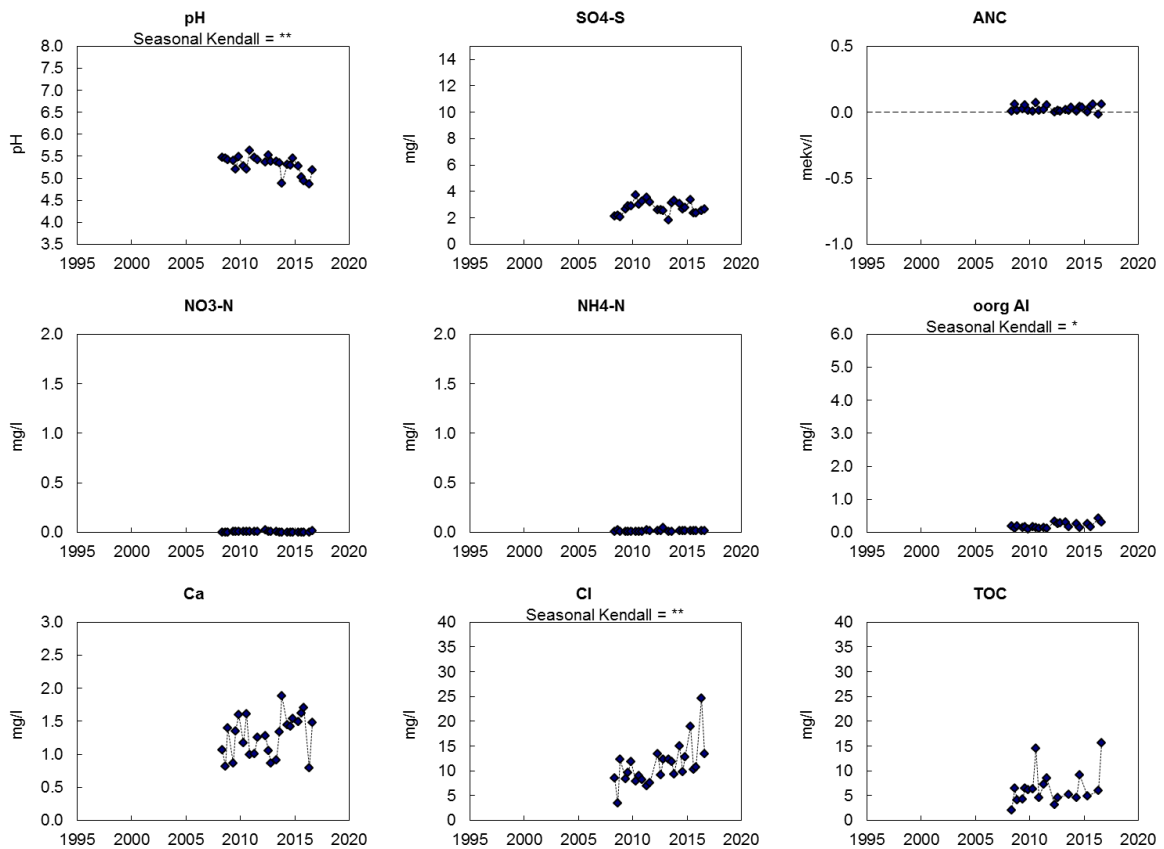 pH
Seasonal Kendall = **
8.0
7.5
7.0
6.5
6.0
5.5
5.0
4.5
4.0
3.5
pH
1995 2000 2005 2010 2015 2020
SO4-S
14
12
10
8
6
4
2
0
mg/l
1995 2000 2005 2010 2015 2020
ANC
0.5
0.0
-0.5
-1.0
mekv/l
1995 2000 2005 2010 2015 2020
NO3-N
2.0
1.5
1.0
0.5
0.0
mg/l
1995 2000 2005 2010 2015 2020
NH4-N
2.0
1.5
1.0
0.5
0.0
mg/l
1995 2000 2005 2010 2015 2020
oorg Al
Seasonal Kendall = *
6.0
5.0
4.0
3.0
2.0
1.0
0.0
mg/l
1995 2000 2005 2010 2015 2020
Ca
3.0
2.5
2.0
1.5
1.0
0.5
0.0
mg/l
1995 2000 2005 2010 2015 2020
Cl
Seasonal Kendall = **
40
35
30
25
20
15
10
5
0
mg/l
1995 2000 2005 2010 2015 2020
TOC
40
35
30
25
20
15
10
5
0
mg/l
1995 2000 2005 2010 2015 2020